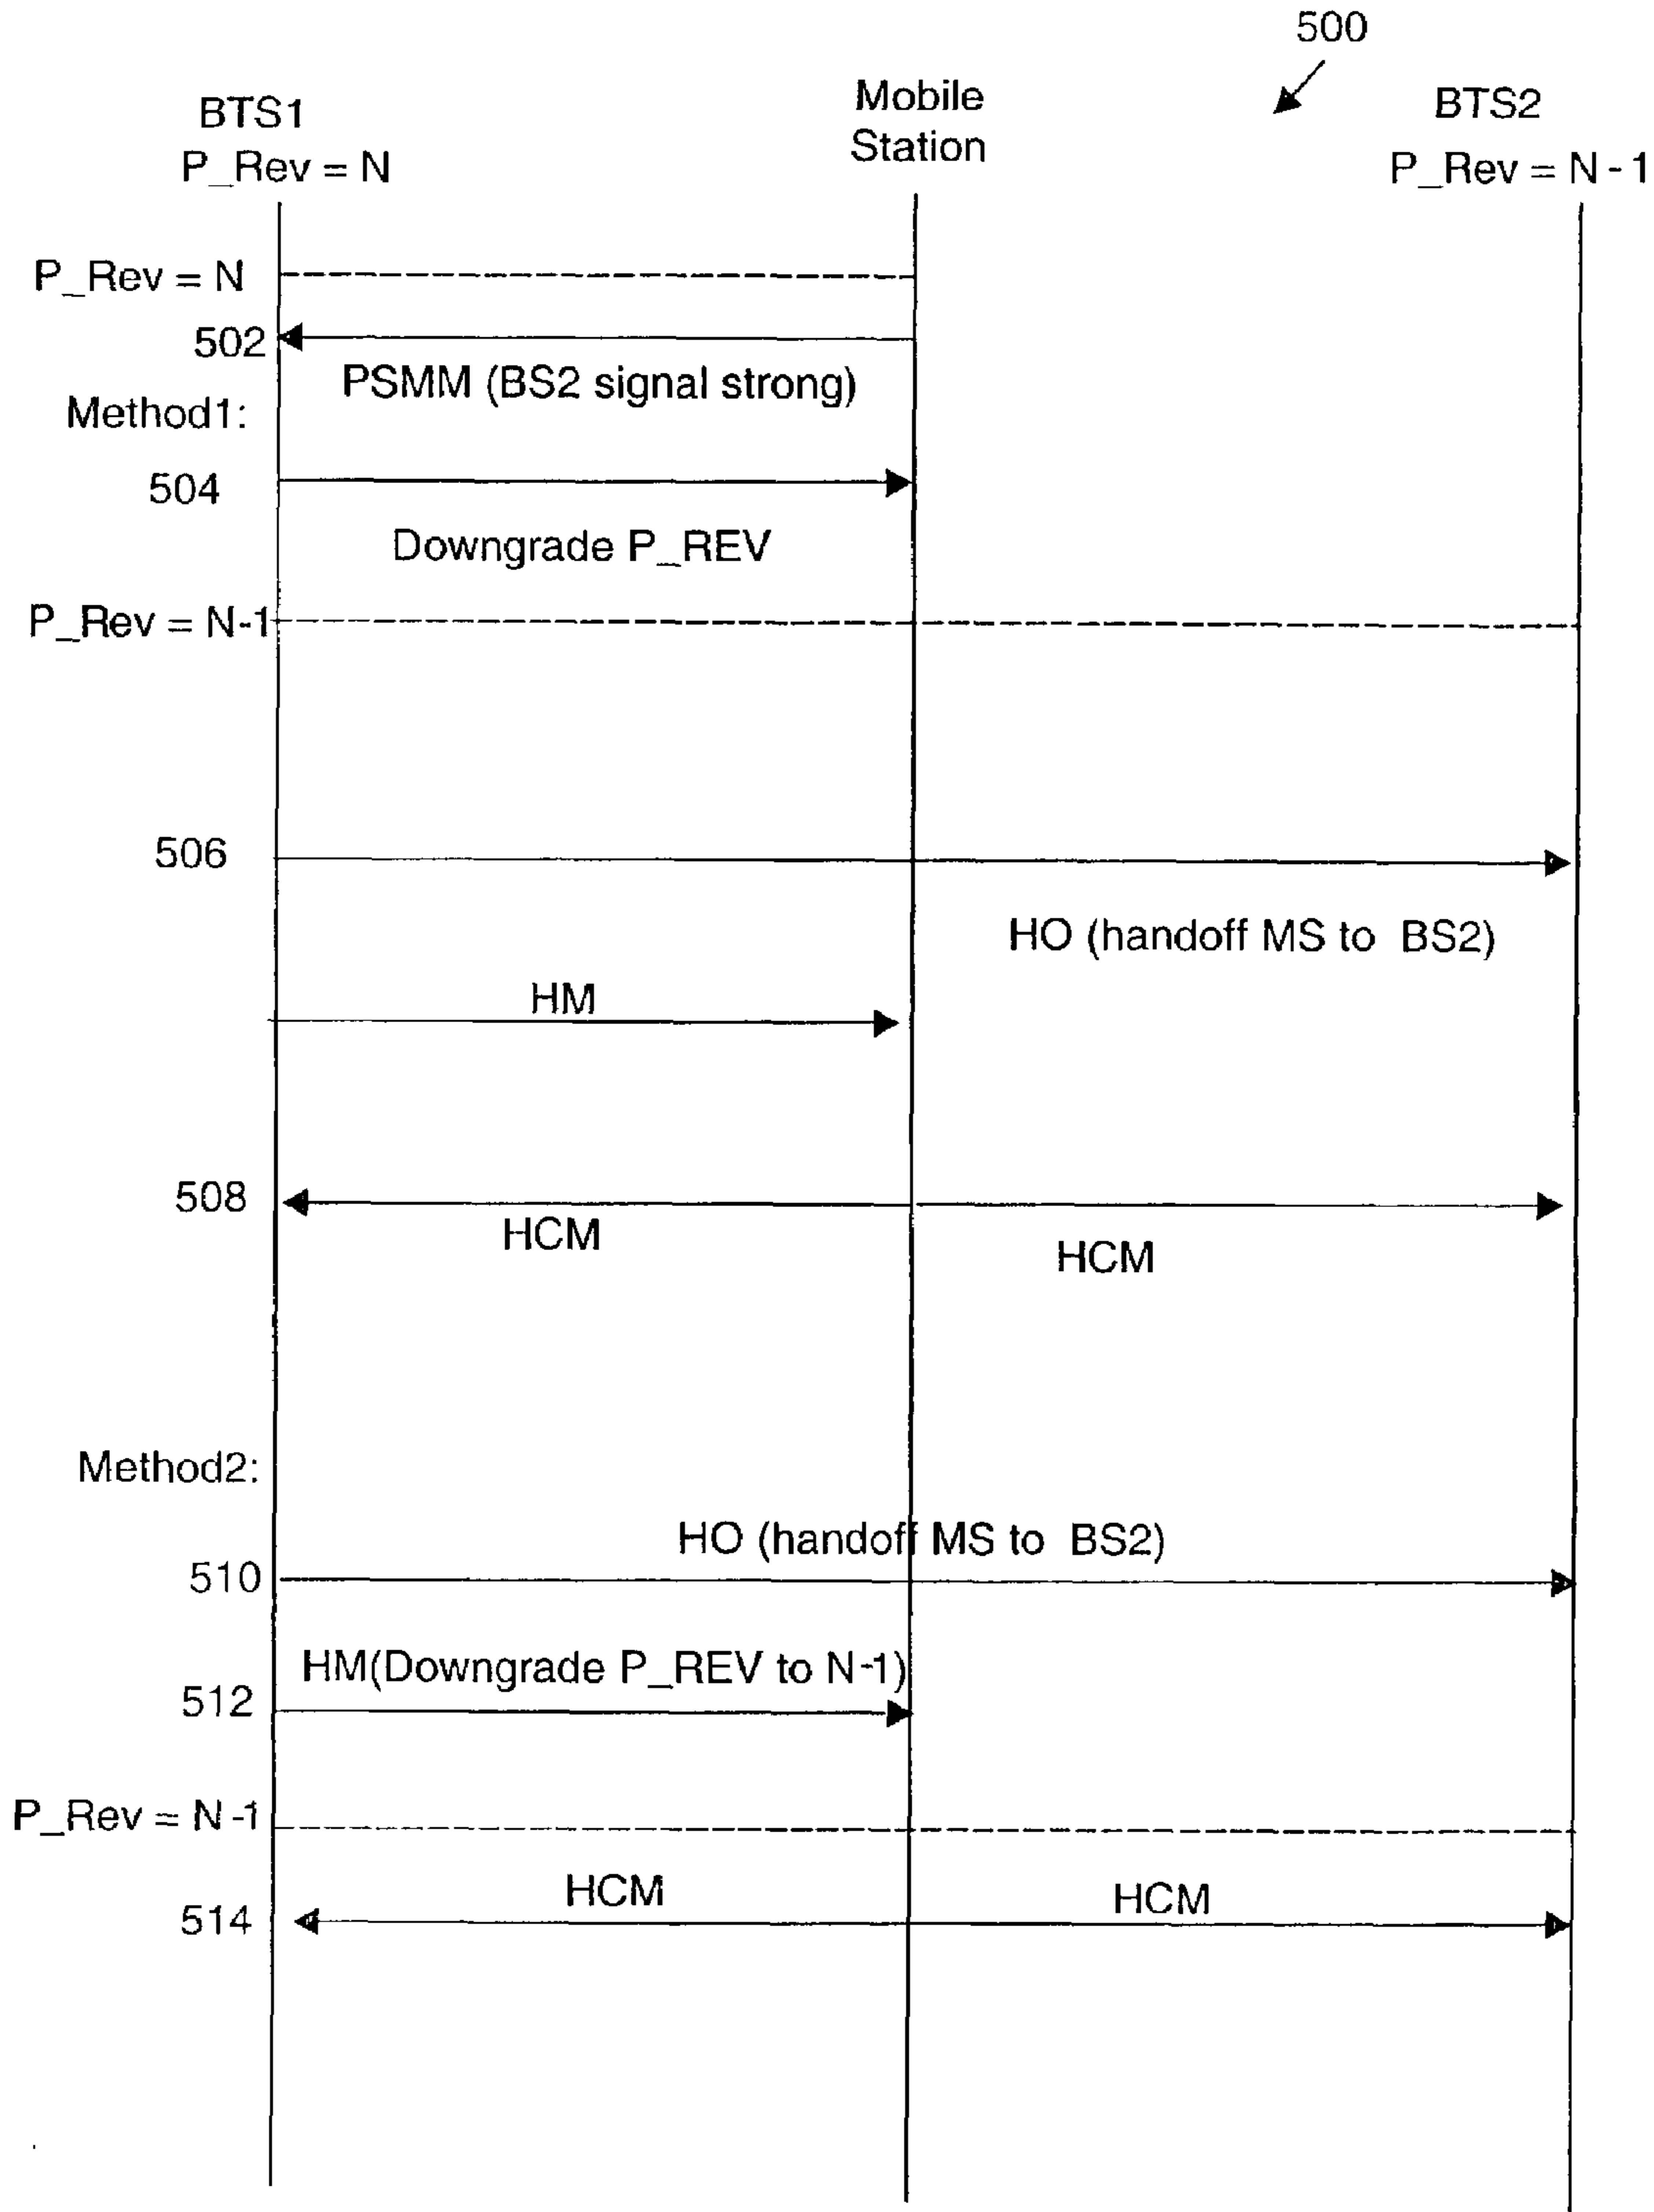 500
BTS1
P_Rev = N
Mobile
Station
BTS2
P_Rev = N-1
P_Rev = N
502
PSMM (BS2 signal strong)
Method1:
504
Downgrade P_REV
P_Rev = N-1
506
HO (handoff MS to BS2)
HM
508
HCM
HCM
Method2:
HO (handoff MS to BS2)
510
HM(Downgrade P_REV to N-1)
512
P_Rev = N-1
HCM
HCM
514